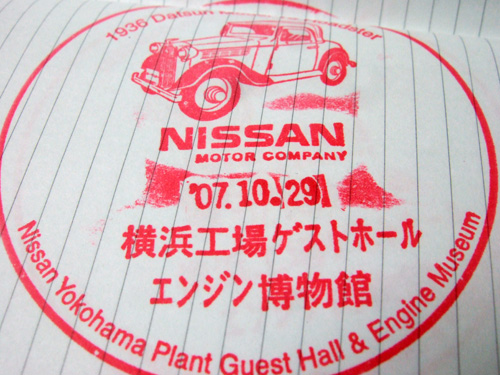 1936 Datsun
NISSAN
MOTOR COMPANY
'07.10.29
横浜工場ゲストホール
エンジン博物館
Nissan Yokohama Plant Guest Hall & Engine Museum